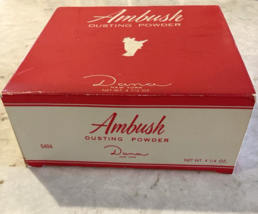 Ambush
DUSTING POWDER
Dana
NEW YORK
NET WT. 4 1/4 OZ.
Ambush
DUSTING POWDER
5404
Dana
NEW YORK
NET WT. 4 1/4 OZ.